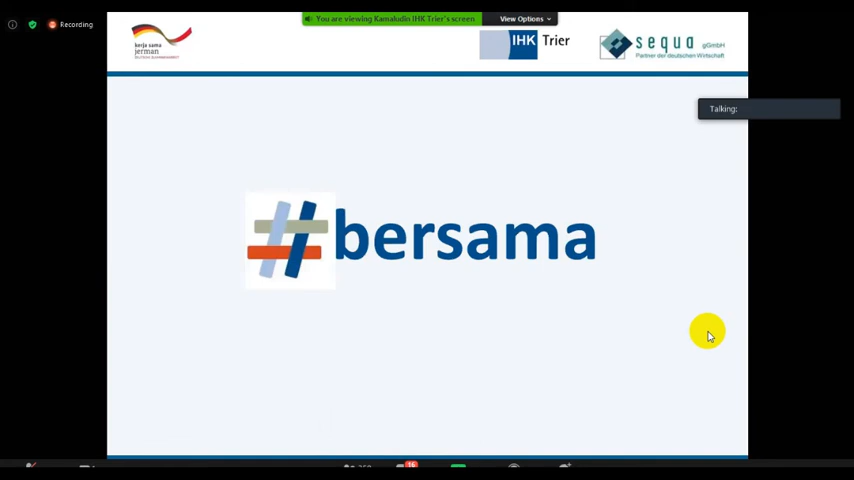 Recording
You are viewing Kamaludin IHK Trier's screen
View Options
kerja sama
jerman
IHK Trier
sequa gGmbH
Partner der deutschen Wirtschaft
Talking:
#bersama
16